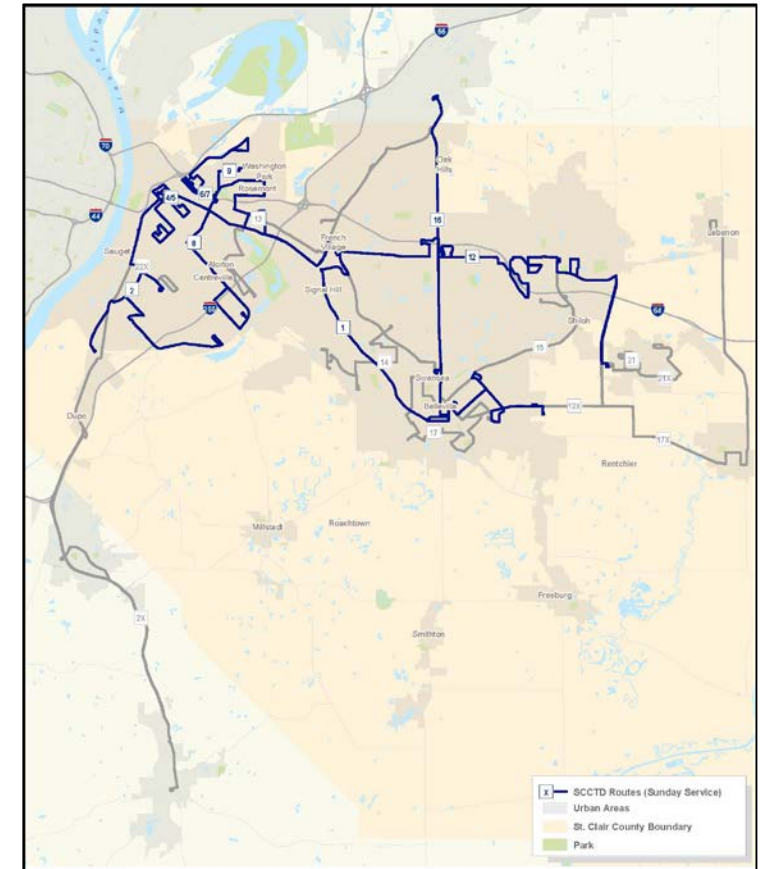 55
70
Oak
Hills
9
Washington
Park
4/5
6/7
Rosemont
44
13
16
French
Village
Lebanon
8
12
Sauget
22X
Alorton
Centreville
2
Signal Hill
64
1
Shiloh
15
21
14
21X
Swansea
Belleville
Dupo
12X
17
17X
Rentchler
Millstadt
Roachtown
Freeburg
Smithton
2X
X SCCTD Routes (Sunday Service)
Urban Areas
St. Clair County Boundary
Park